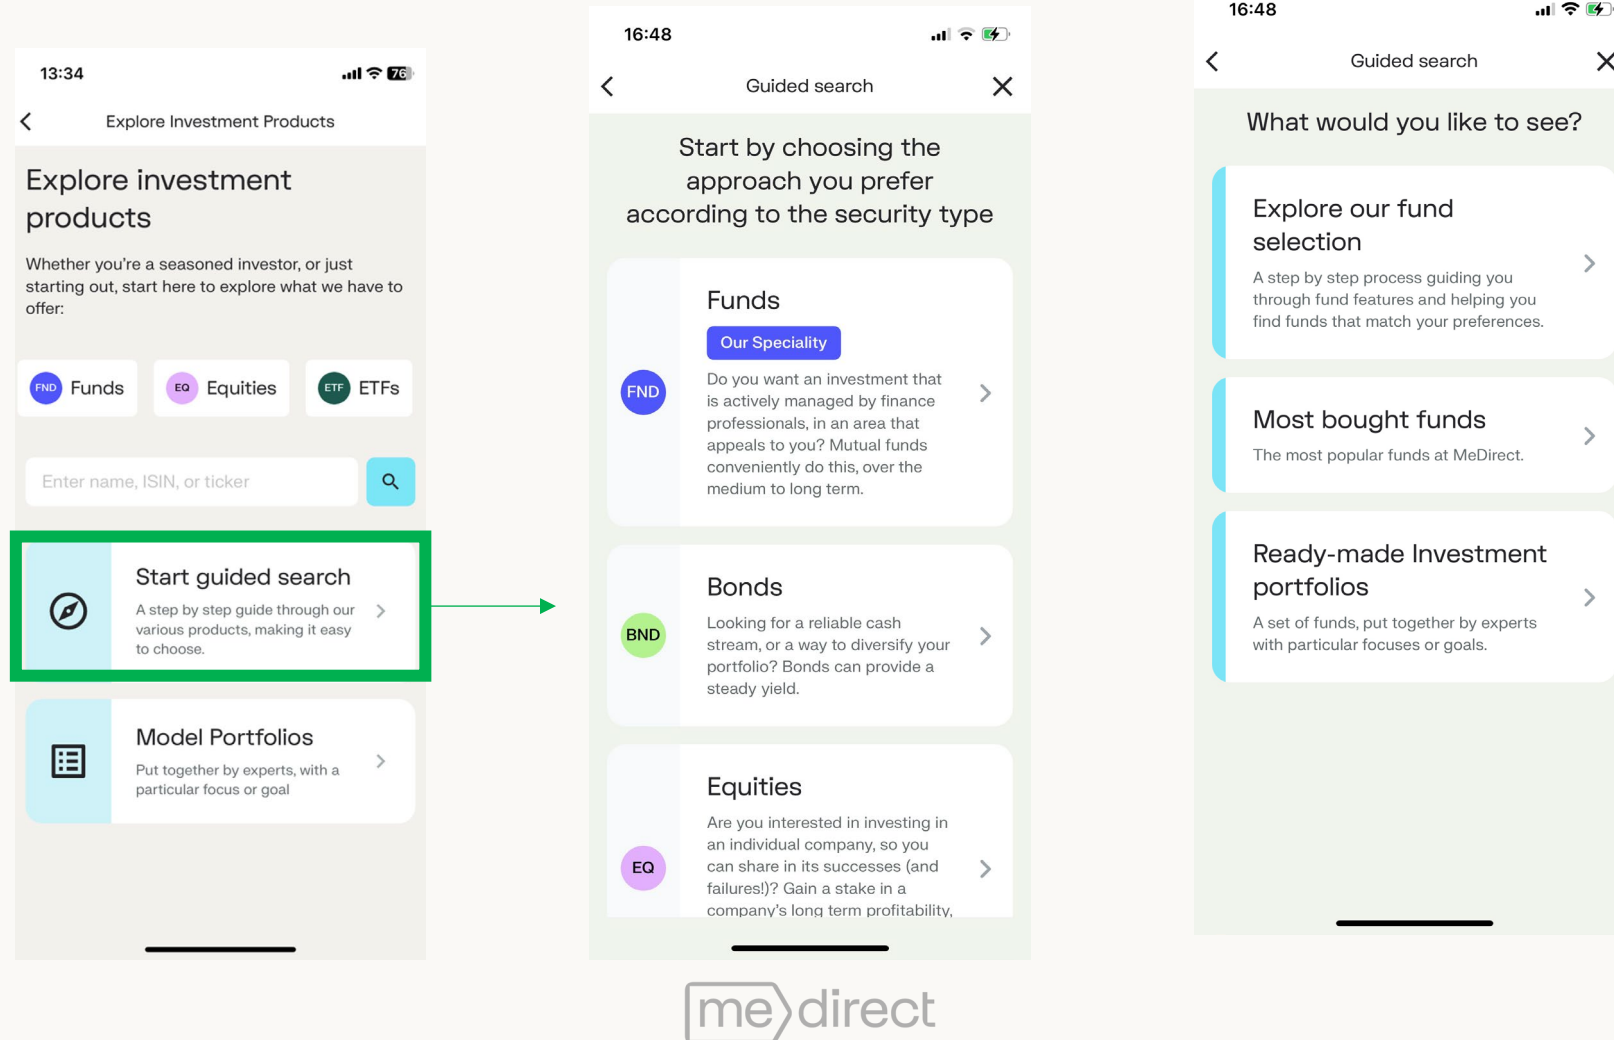 13:34
76
Explore Investment Products
Explore investment
products
Whether you're a seasoned investor, or just
starting out, start here to explore what we have to
offer:
FND Funds
EQ Equities
ETF ETFs
Enter name, ISIN, or ticker
Start guided search
A step by step guide through our
various products, making it easy
to choose.
Model Portfolios
Put together by experts, with a
particular focus or goal
16:48
Guided search
Start by choosing the
approach you prefer
according to the security type
FND
Funds
Our Speciality
Do you want an investment that
is actively managed by finance
professionals, in an area that
appeals to you? Mutual funds
conveniently do this, over the
medium to long term.
BND
Bonds
Looking for a reliable cash
stream, or a way to diversify your
portfolio? Bonds can provide a
steady yield.
EQ
Equities
Are you interested in investing in
an individual company, so you
can share in its successes (and
failures!)? Gain a stake in a
company's long term profitability,
16:48
Guided search
What would you like to see?
Explore our fund
selection
A step by step process guiding you
through fund features and helping you
find funds that match your preferences.
Most bought funds
The most popular funds at MeDirect.
Ready-made Investment
portfolios
A set of funds, put together by experts
with particular focuses or goals.
me direct